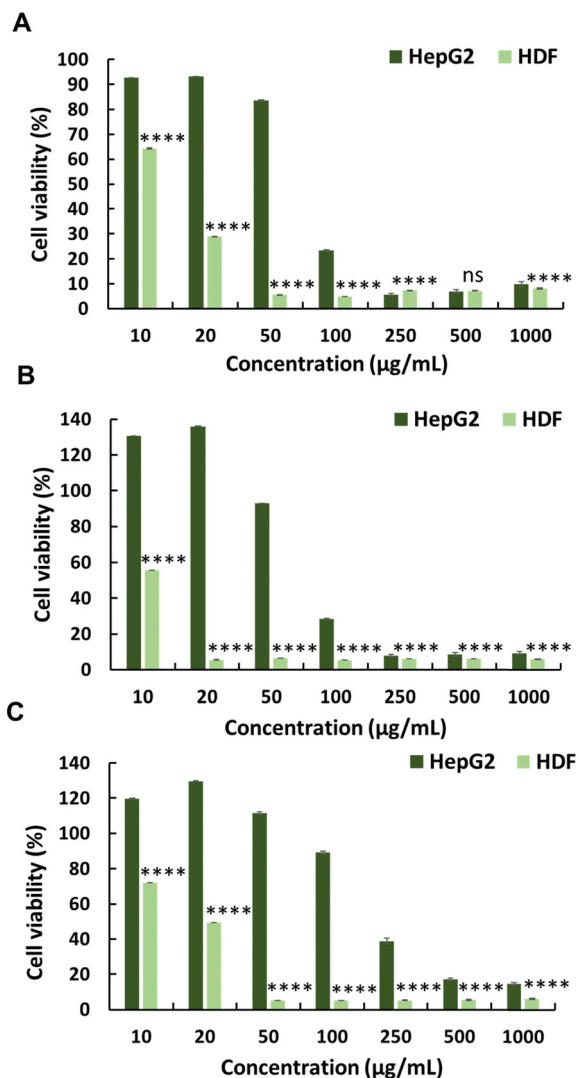 A
HepG2 HDF
Cell viability (%)
100
90
80
70
60
50
40
30
20
10
0
****
****
****
****
****
ns
****
10 20 50 100 250 500 1000
Concentration (µg/mL)
B
HepG2 HDF
Cell viability (%)
140
120
100
80
60
40
20
0
****
****
****
****
****
****
****
10 20 50 100 250 500 1000
Concentration (µg/mL)
C
HepG2 HDF
Cell viability (%)
140
120
100
80
60
40
20
0
****
****
****
****
****
****
****
10 20 50 100 250 500 1000
Concentration (µg/mL)